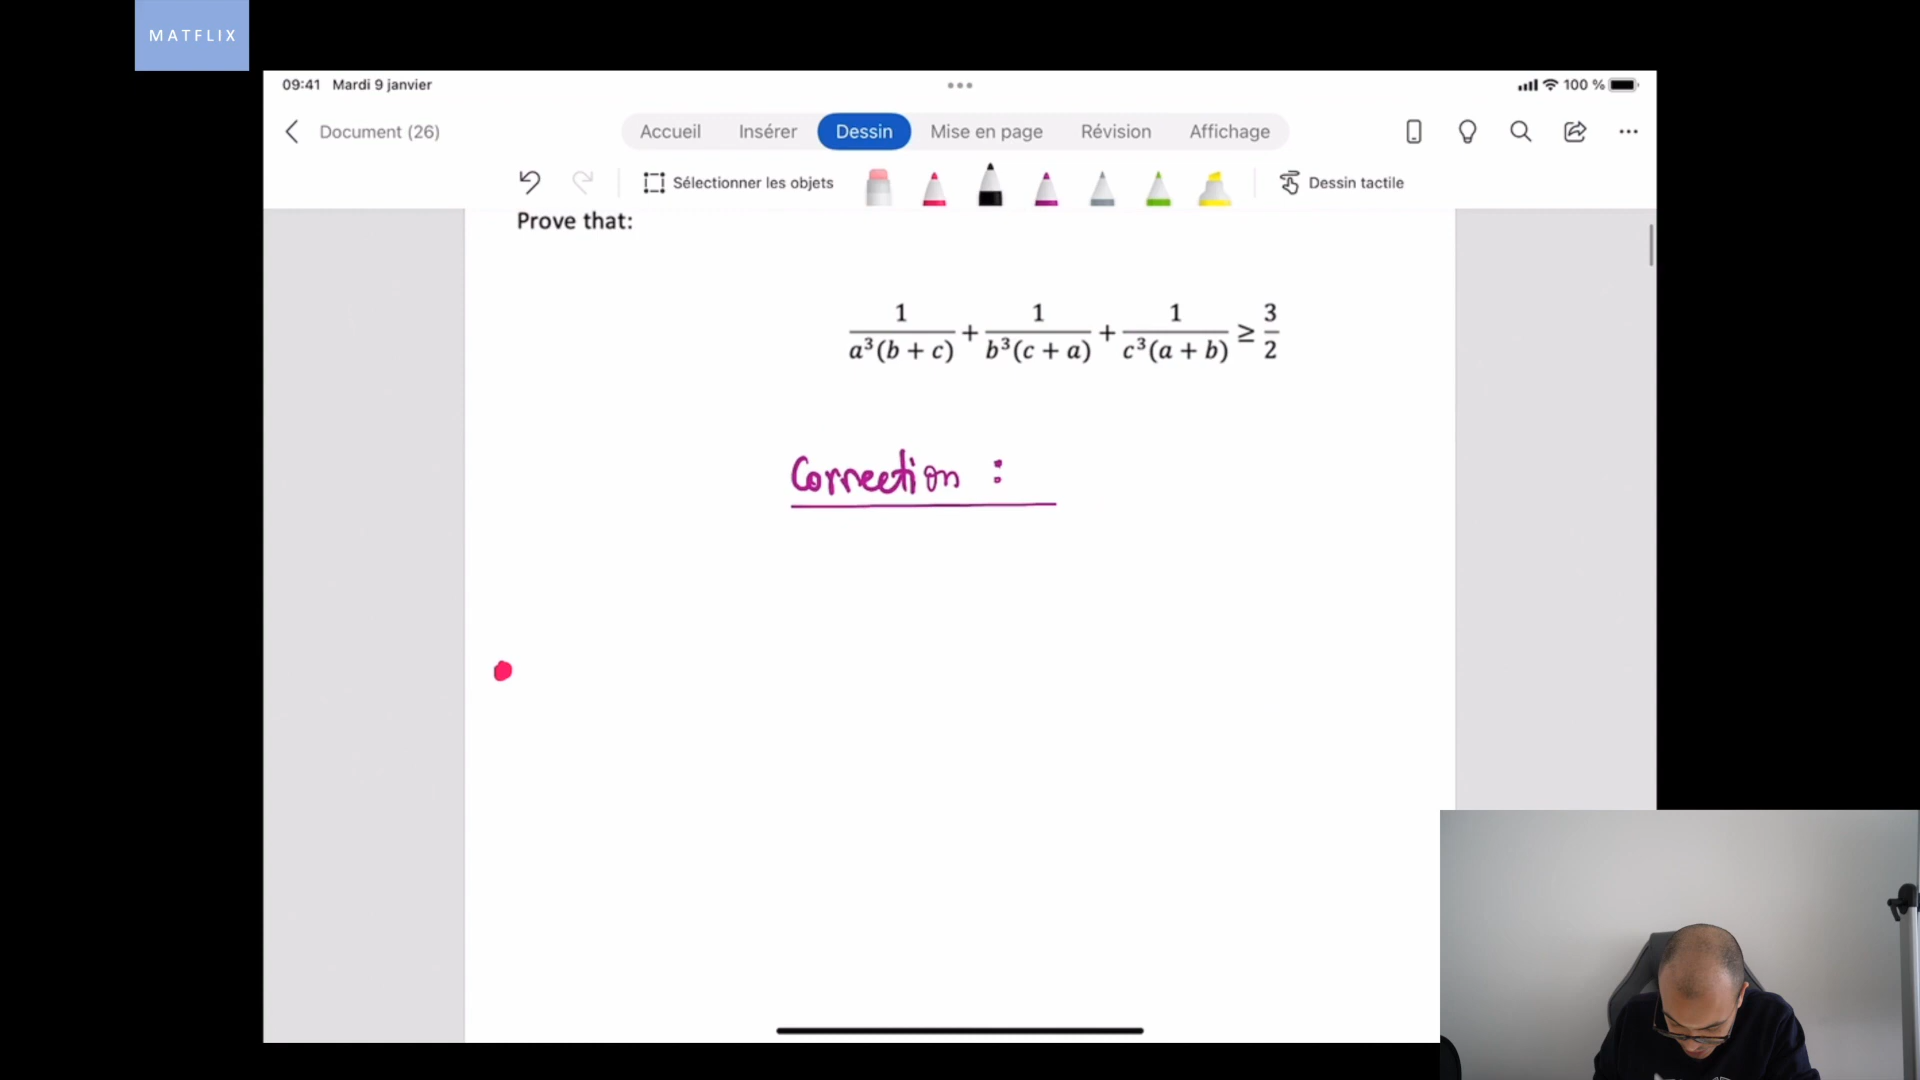 MATFLIX
09:41 Mardi 9 janvier
100 %
Document (26)
Accueil Insérer Dessin Mise en page Révision Affichage
Sélectionner les objets
Dessin tactile
Prove that:
1/(a³(b + c)) + 1/(b³(c + a)) + 1/(c³(a + b)) ≥ 3/2
Correction :